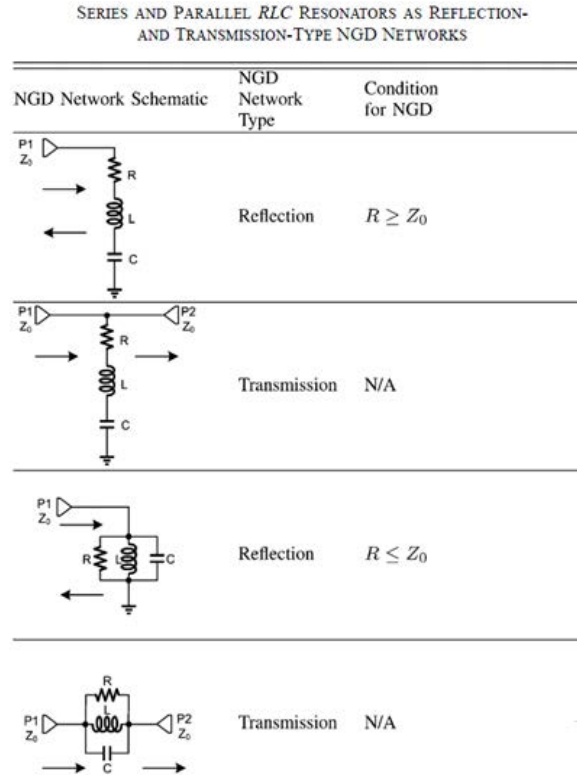 SERIES AND PARALLEL RLC RESONATORS AS REFLECTION-
AND TRANSMISSION-TYPE NGD NETWORKS
NGD Network Schematic
NGD
Network
Type
Condition
for NGD
P1
Z₀
R
L
C
Reflection
R ≥ Z₀
P1
Z₀
P2
Z₀
R
L
C
Transmission
N/A
P1
Z₀
R
L
C
Reflection
R ≤ Z₀
R
L
P1
Z₀
P2
Z₀
C
Transmission
N/A